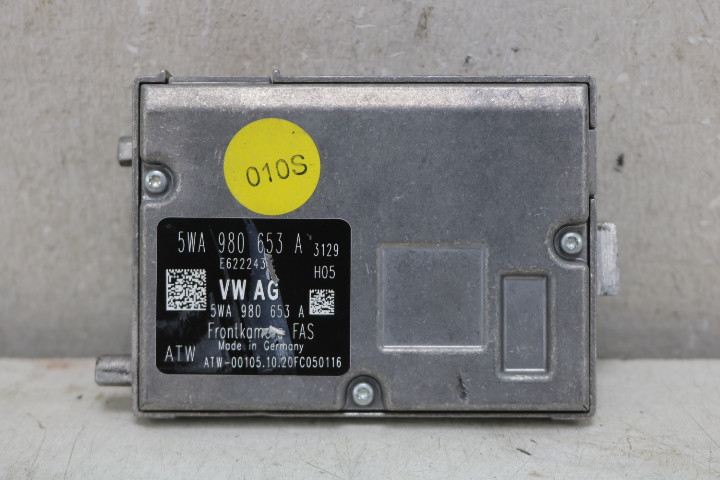 010S
5WA 980 653 A 3129
E622243 H05
VW AG
5WA 980 653 A
Frontkamera FAS
Made in Germany
ATW
ATW-00105.10.20FC050116